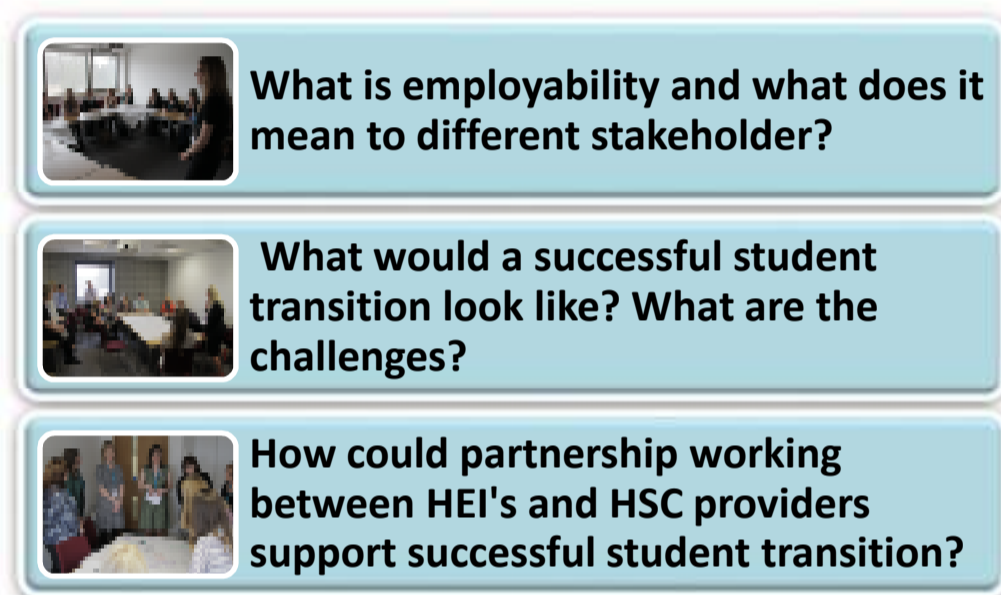 What is employability and what does it
mean to different stakeholder?
What would a successful student
transition look like? What are the
challenges?
How could partnership working
between HEI's and HSC providers
support successful student transition?